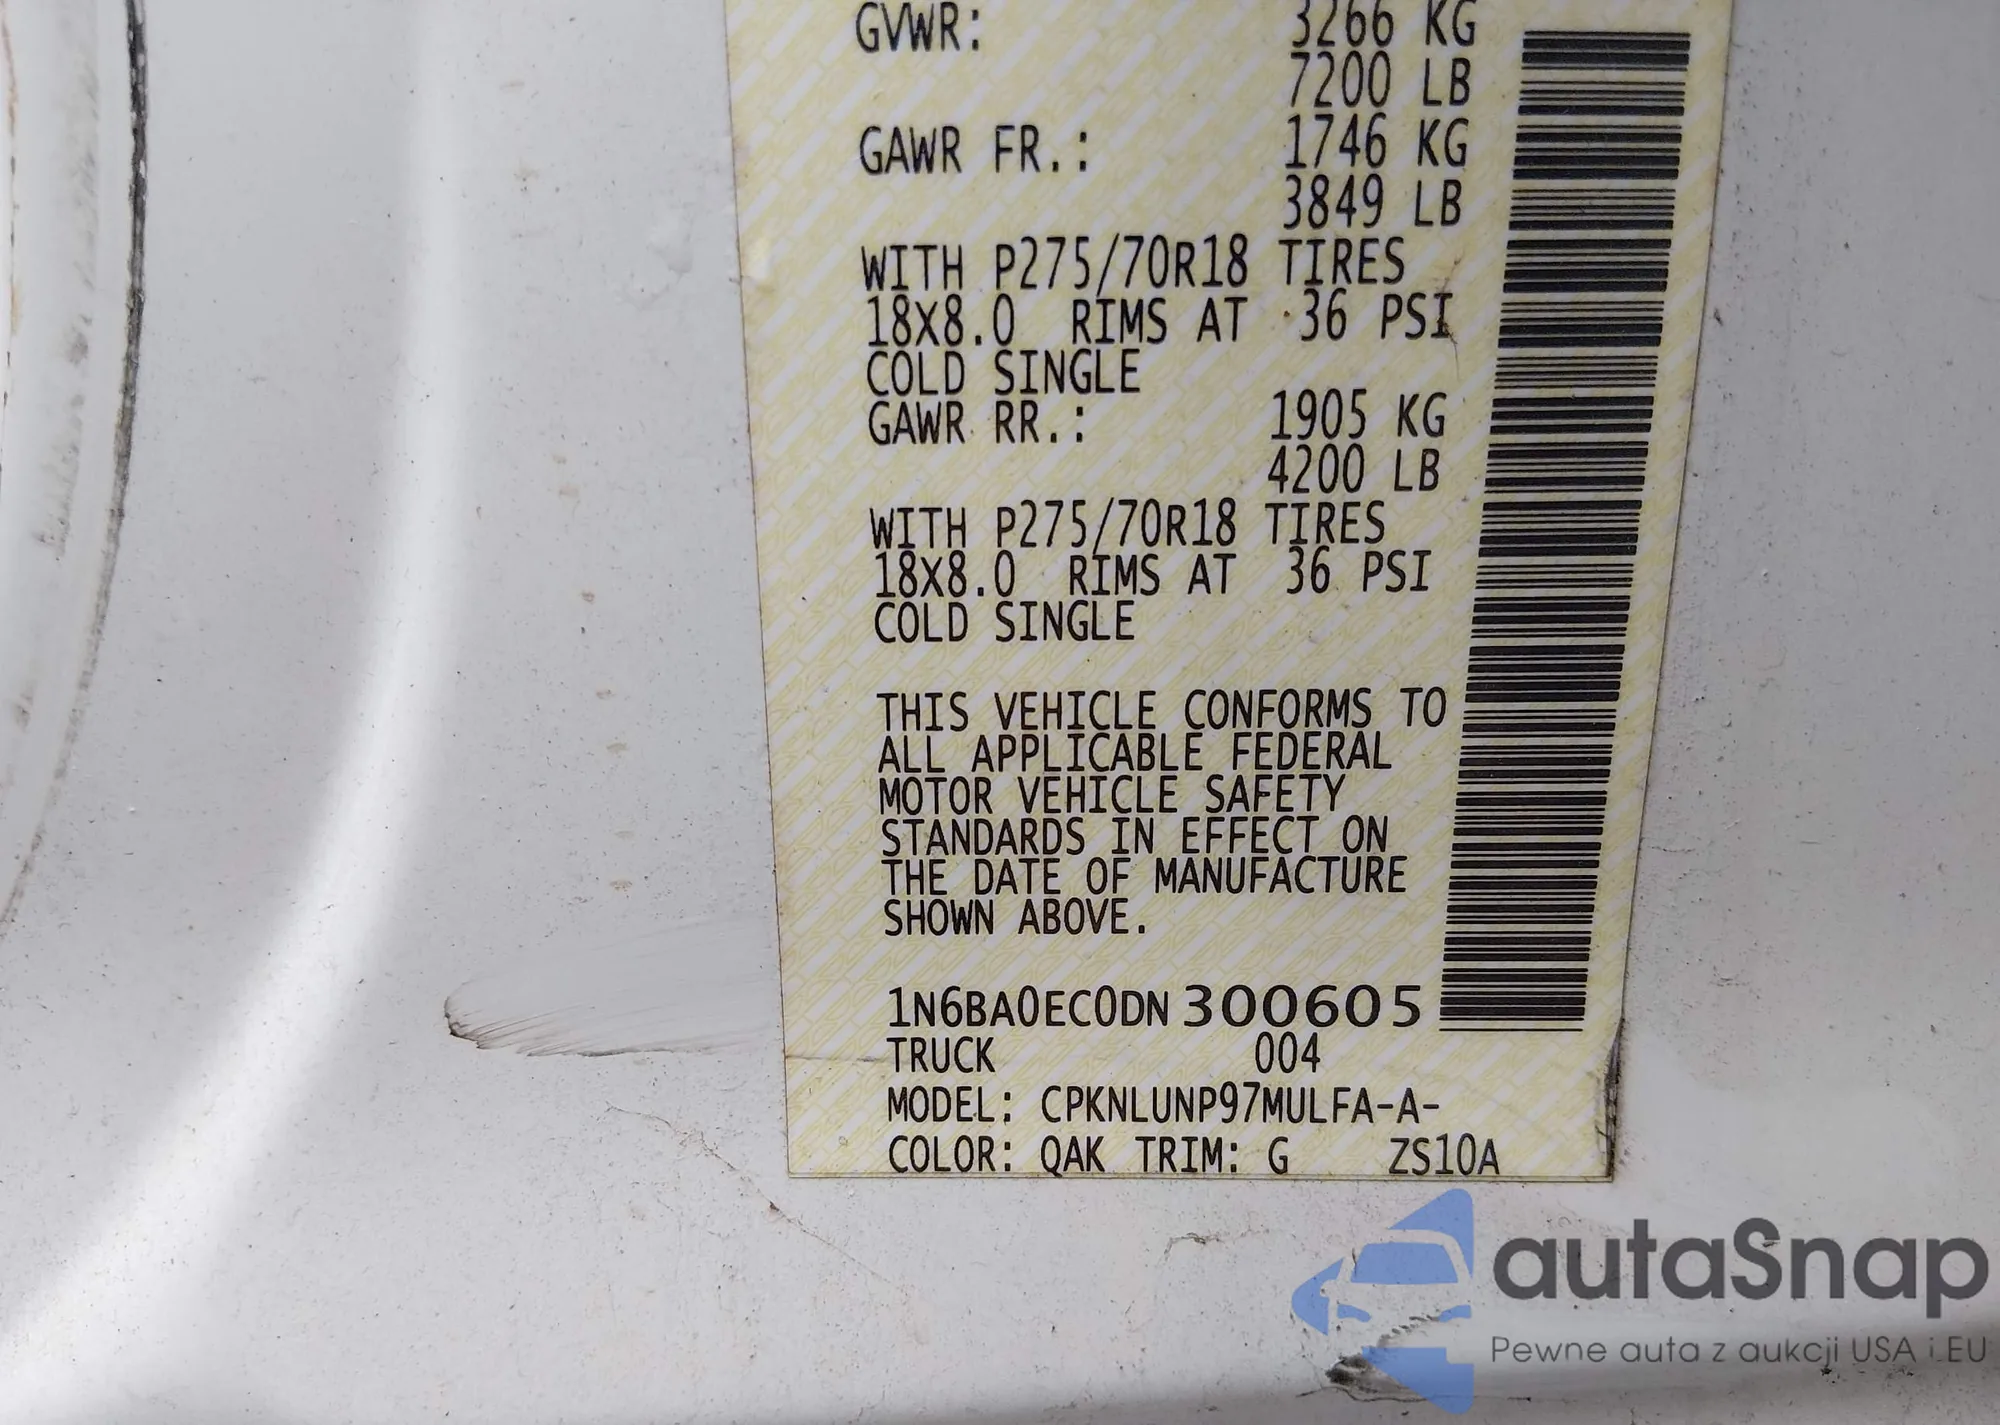 GVWR: 3266 KG
7200 LB
GAWR FR.: 1746 KG
3849 LB
WITH P275/70R18 TIRES
18X8.0 RIMS AT 36 PSI
COLD SINGLE
GAWR RR.: 1905 KG
4200 LB
WITH P275/70R18 TIRES
18X8.0 RIMS AT 36 PSI
COLD SINGLE
THIS VEHICLE CONFORMS TO
ALL APPLICABLE FEDERAL
MOTOR VEHICLE SAFETY
STANDARDS IN EFFECT ON
THE DATE OF MANUFACTURE
SHOWN ABOVE.
1N6BA0EC0DN300605
TRUCK 004
MODEL: CPKNLUNP97MULFA-A-
COLOR: QAK TRIM: G ZS10A
autaSnap
Pewne auta z aukcji USA i EU